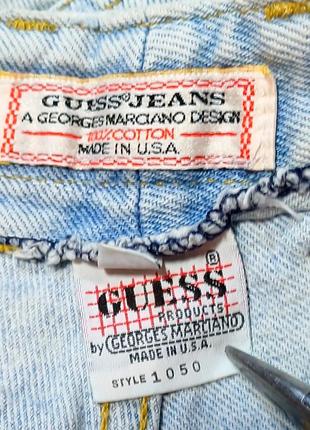 GUESS® JEANS
A GEORGES MARCIANO DESIGN
100% COTTON
MADE IN U.S.A.
GUESS®
PRODUCTS
by GEORGES MARCIANO
MADE IN U.S.A.
STYLE 1050